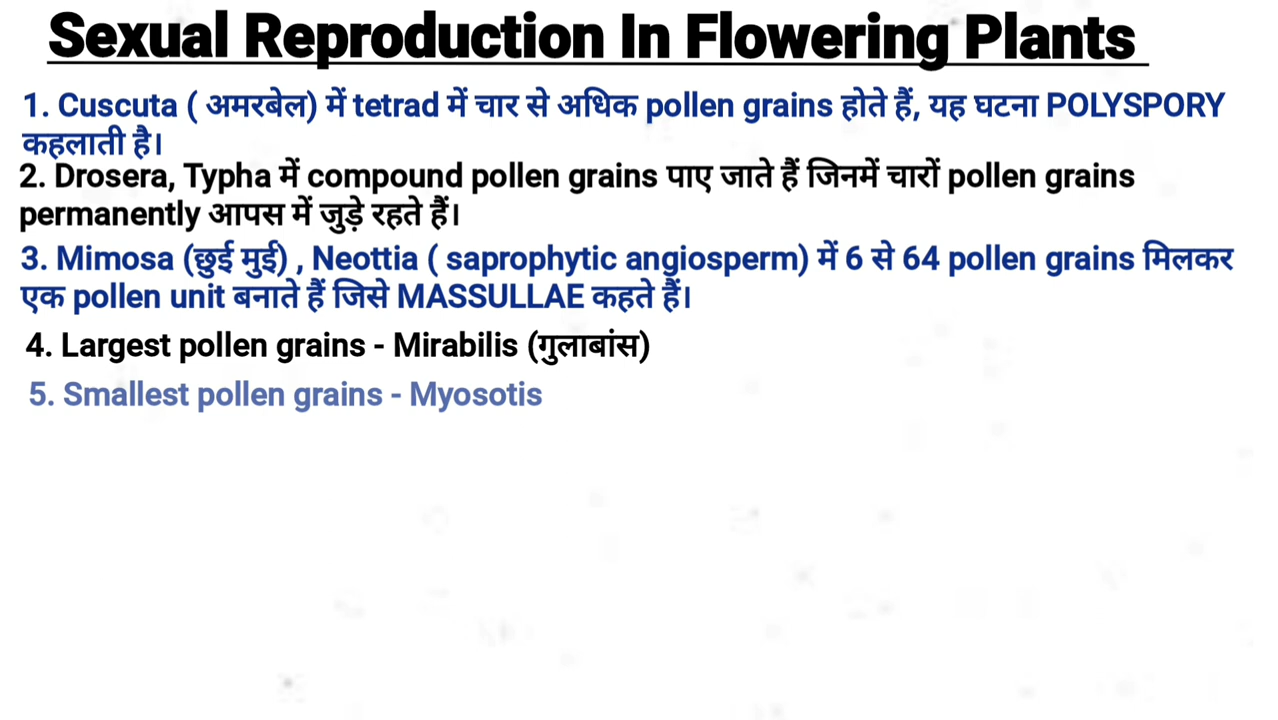 Sexual Reproduction In Flowering Plants
1. Cuscuta ( अमरबेल) में tetrad में चार से अधिक pollen grains होते हैं, यह घटना POLYSPORY
कहलाती है।
2. Drosera, Typha में compound pollen grains पाए जाते हैं जिनमें चारों pollen grains
permanently आपस में जुड़े रहते हैं।
3. Mimosa (छुई मुई) , Neottia ( saprophytic angiosperm) में 6 से 64 pollen grains मिलकर
एक pollen unit बनाते हैं जिसे MASSULLAE कहते हैं।
4. Largest pollen grains - Mirabilis (गुलाबांस)
5. Smallest pollen grains - Myosotis